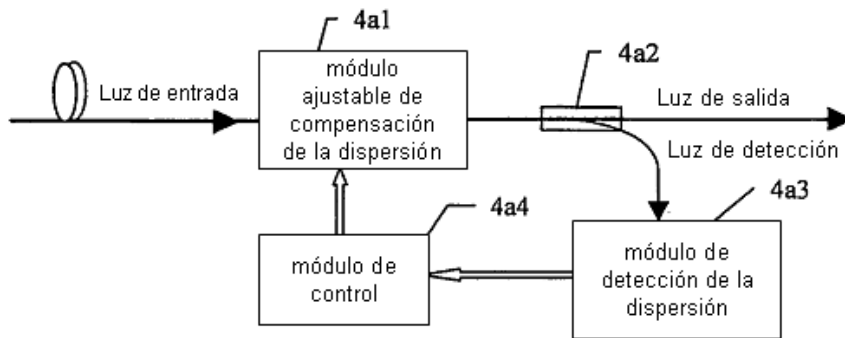 4a1
módulo
ajustable de
compensación
de la dispersión
Luz de entrada
4a2
Luz de salida
Luz de detección
4a3
módulo de
detección de la
dispersión
4a4
módulo de
control